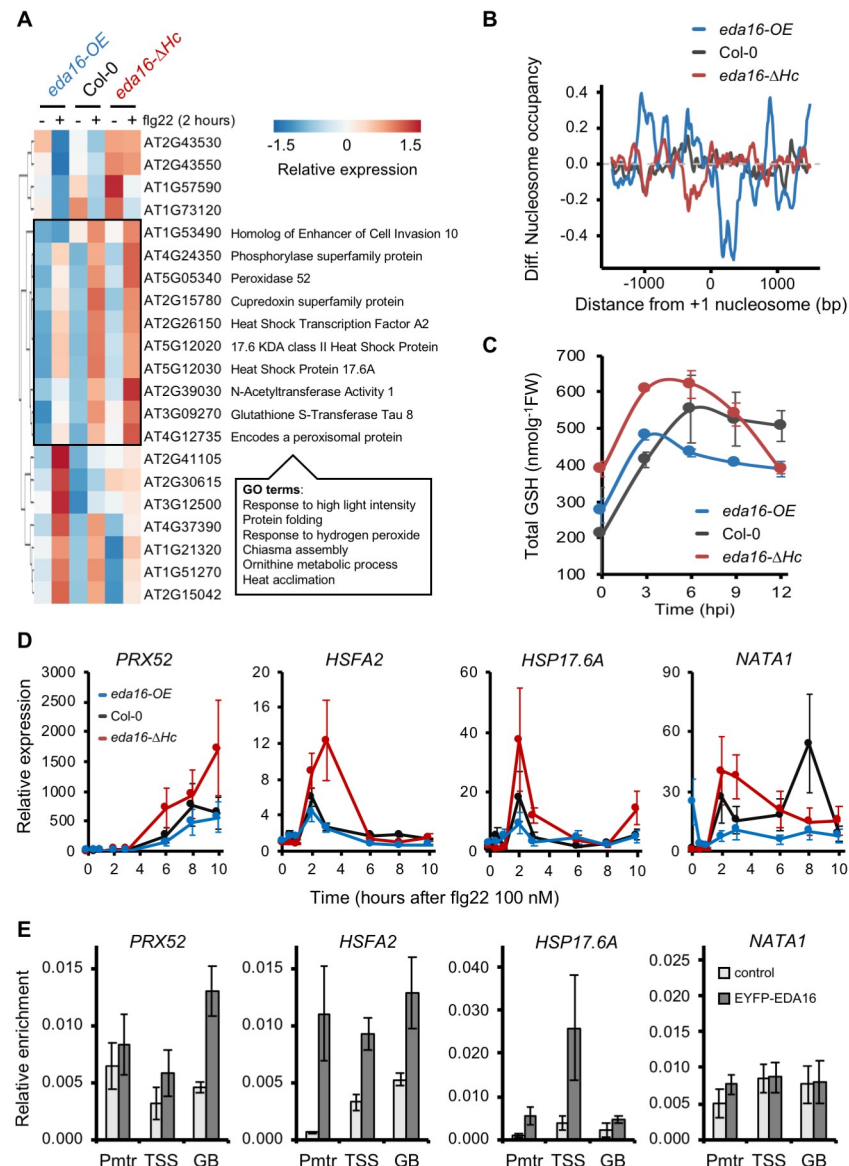 A
eda16-OE
Col-0
eda16-ΔHc
- + - + - + flg22 (2 hours)
-1.5 1.5
Relative expression
AT2G43530
AT2G43550
AT1G57590
AT1G73120
AT1G53490 Homolog of Enhancer of Cell Invasion 10
AT4G24350 Phosphorylase superfamily protein
AT5G05340 Peroxidase 52
AT2G15780 Cupredoxin superfamily protein
AT2G26150 Heat Shock Transcription Factor A2
AT5G12020 17.6 KDA class II Heat Shock Protein
AT5G12030 Heat Shock Protein 17.6A
AT2G39030 N-Acetyltransferase Activity 1
AT3G09270 Glutathione S-Transferase Tau 8
AT4G12735 Encodes a peroxisomal protein
AT2G41105
AT2G30615
AT3G12500
AT4G37390
AT1G21320
AT1G51270
AT2G15042
GO terms:
Response to high light intensity
Protein folding
Response to hydrogen peroxide
Chiasma assembly
Ornithine metabolic process
Heat acclimation
B
eda16-OE
Col-0
eda16-ΔHc
Diff. Nucleosome occupancy
0.4
0.2
0.0
-0.2
-0.4
-1000 0 1000
Distance from +1 nucleosome (bp)
C
Total GSH (nmolg-1FW)
700
600
500
400
300
200
100
eda16-OE
Col-0
eda16-ΔHc
0 3 6 9 12
Time (hpi)
D
Relative expression
PRX52
3000
2500
2000
1500
1000
500
0
eda16-OE
Col-0
eda16-ΔHc
0 2 4 6 8 10
HSFA2
20
16
12
8
4
0
0 2 4 6 8 10
HSP17.6A
60
40
20
0
0 2 4 6 8 10
NATA1
90
60
30
0
0 2 4 6 8 10
Time (hours after flg22 100 nM)
E
Relative enrichment
PRX52
0.015
0.010
0.005
0.000
Pmtr TSS GB
HSFA2
0.015
0.010
0.005
0.000
Pmtr TSS GB
HSP17.6A
0.040
0.030
0.020
0.010
0.000
Pmtr TSS GB
NATA1
0.025
0.020
0.015
0.010
0.005
0.000
control
EYFP-EDA16
Pmtr TSS GB